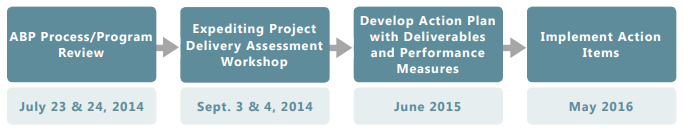 ABP Process/Program
Review
Expediting Project
Delivery Assessment
Workshop
Develop Action Plan
with Deliverables
and Performance
Measures
Implement Action
Items
July 23 & 24, 2014
Sept. 3 & 4, 2014
June 2015
May 2016